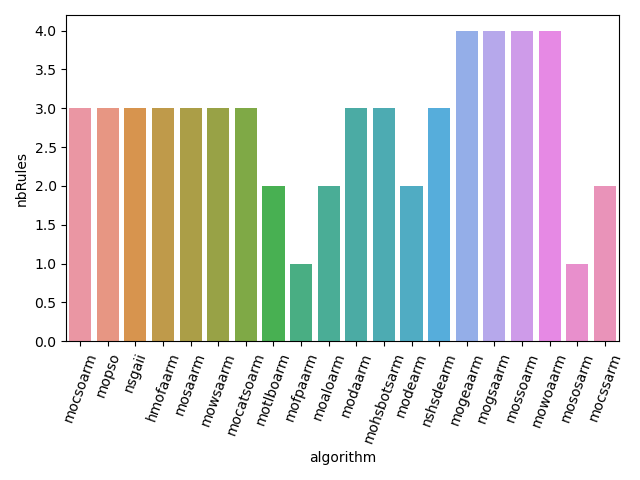 4.0
3.5
3.0
2.5
2.0
1.5
1.0
0.5
0.0
nbRules
mocsoarm
mopso
nsgaii
hmofaarm
mosaarm
mowsaarm
mocatsoarm
motlboarm
mofpaarm
moaloarm
modaarm
mohsbotsarm
modearm
nshsdearm
mogeaarm
mogsaarm
mossoarm
mowoaarm
mososarm
mocssarm
algorithm